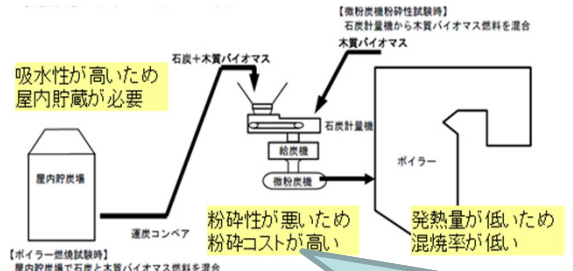 【微粉炭機粉砕性試験時】
石炭計量機から木質バイオマス燃料を混合
木質バイオマス
石炭+木質バイオマス
吸水性が高いため
屋内貯蔵が必要
石炭計量機
給炭機
微粉炭機
ボイラー
屋内貯炭場
運炭コンベア
粉砕性が悪いため
粉砕コストが高い
発熱量が低いため
混焼率が低い
【ボイラー燃焼試験時】
屋内貯炭場で石炭と木質バイオマス燃料を混合